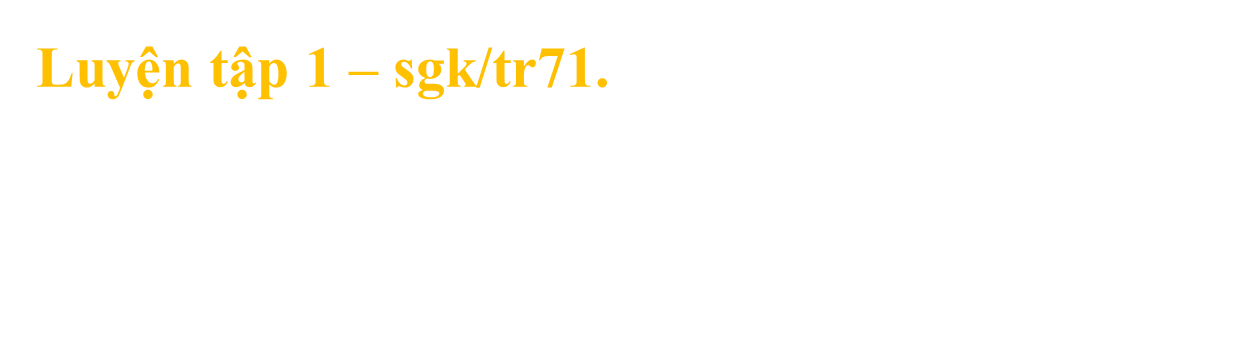 Luyện tập 1 – sgk/tr71.